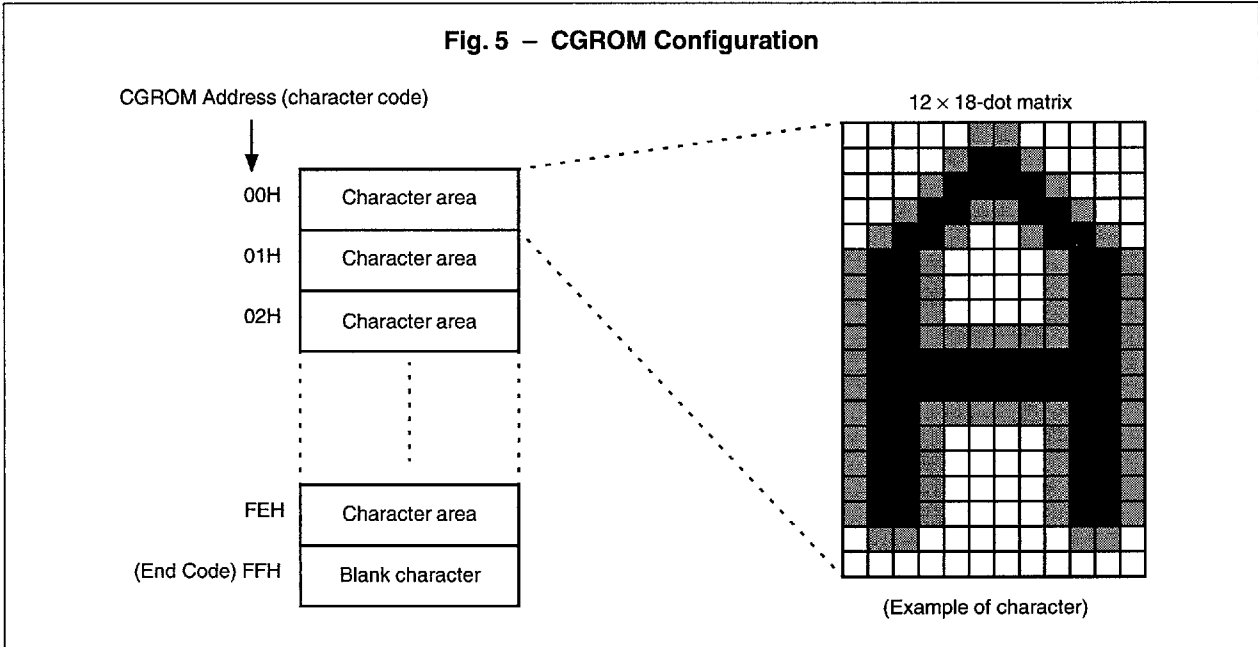 Fig. 5 – CGROM Configuration
CGROM Address (character code)
12 × 18-dot matrix
00H
Character area
01H
Character area
02H
Character area
FEH
Character area
(End Code) FFH
Blank character
(Example of character)